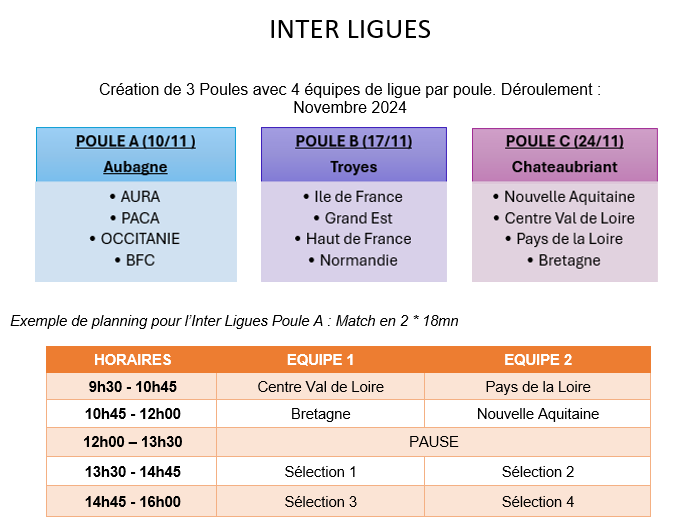 INTER LIGUES
Création de 3 Poules avec 4 équipes de ligue par poule. Déroulement :
Novembre 2024
POULE A (10/11 )
Aubagne
• AURA
• PACA
• OCCITANIE
• BFC
POULE B (17/11)
Troyes
• Ile de France
• Grand Est
• Haut de France
• Normandie
POULE C (24/11)
Chateaubriant
• Nouvelle Aquitaine
• Centre Val de Loire
• Pays de la Loire
• Bretagne
Exemple de planning pour l’Inter Ligues Poule A : Match en 2 * 18mn
HORAIRES EQUIPE 1 EQUIPE 2
9h30 - 10h45 Centre Val de Loire Pays de la Loire
10h45 - 12h00 Bretagne Nouvelle Aquitaine
12h00 – 13h30 PAUSE
13h30 - 14h45 Sélection 1 Sélection 2
14h45 - 16h00 Sélection 3 Sélection 4